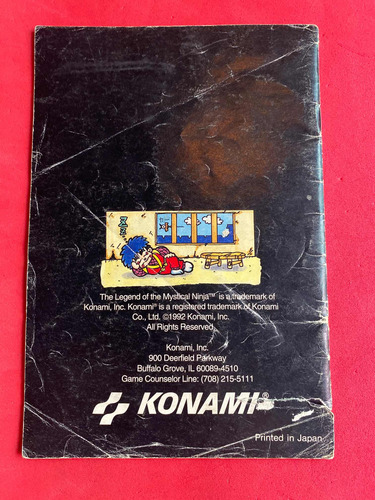 The Legend of the Mystical Ninja™ is a trademark of
Konami, Inc. Konami® is a registered trademark of Konami
Co., Ltd. ©1992 Konami, Inc.
All Rights Reserved.
Konami, Inc.
900 Deerfield Parkway
Buffalo Grove, IL 60089-4510
Game Counselor Line: (708) 215-5111
KONAMI®
Printed in Japan